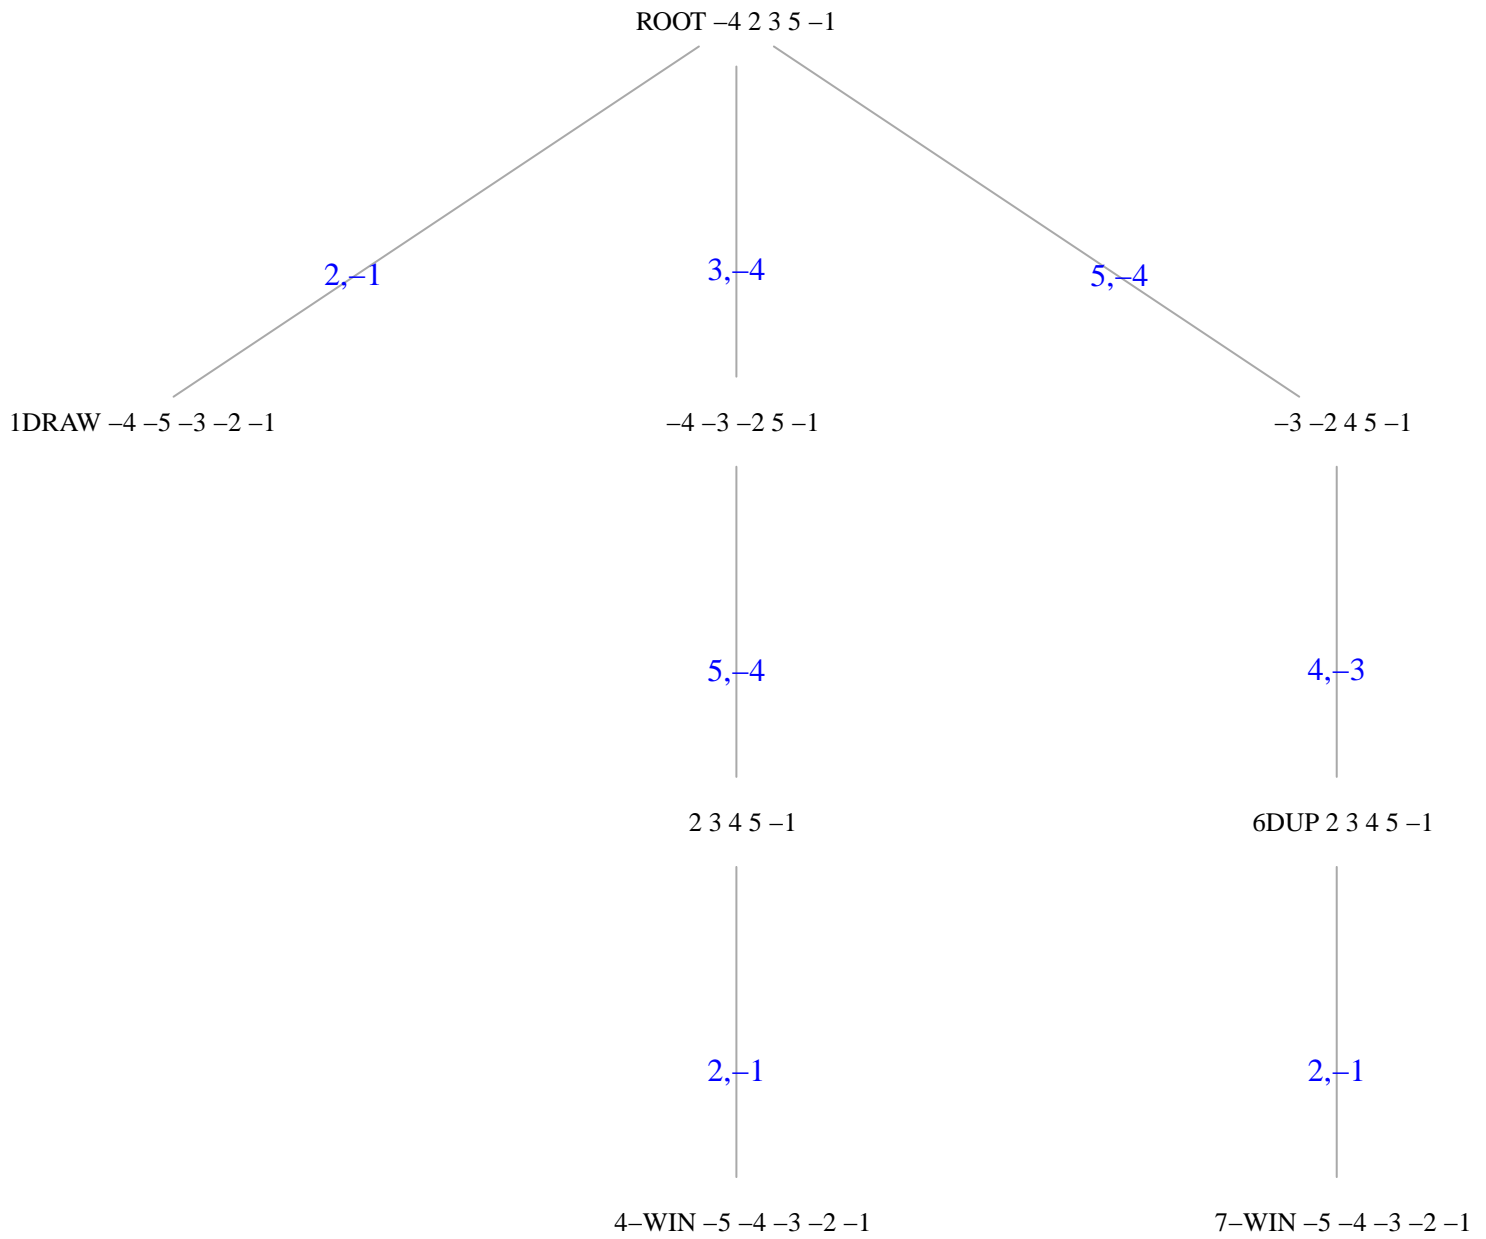 ROOT –4 2 3 5 –1
2,–1
3,–4
5,–4
1DRAW –4 –5 –3 –2 –1
–4 –3 –2 5 –1
–3 –2 4 5 –1
5,–4
4,–3
2 3 4 5 –1
6DUP 2 3 4 5 –1
2,–1
2,–1
4–WIN –5 –4 –3 –2 –1
7–WIN –5 –4 –3 –2 –1